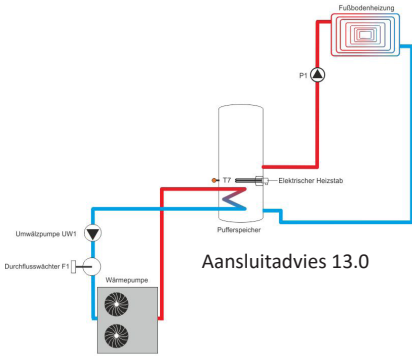 Fußbodenheizung
P1
T7
Elektrischer Heizstab
Pufferspeicher
Umwälzpumpe UW1
Durchflusswächter F1
Wärmepumpe
Aansluitadvies 13.0